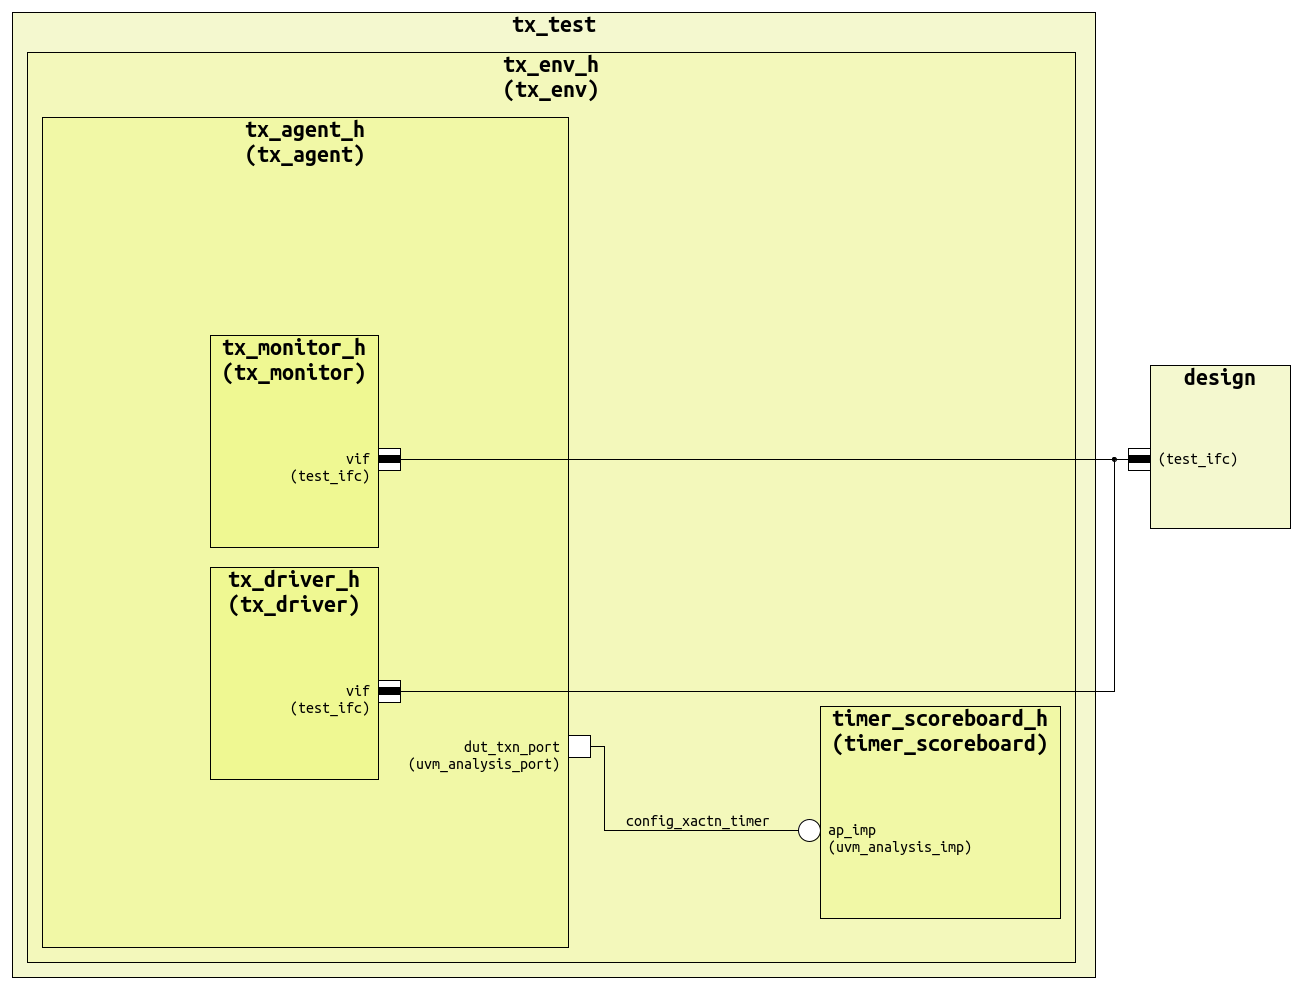 tx_test
tx_env_h
(tx_env)
tx_agent_h
(tx_agent)
tx_monitor_h
(tx_monitor)
vif
(test_ifc)
design
(test_ifc)
tx_driver_h
(tx_driver)
vif
(test_ifc)
dut_txn_port
(uvm_analysis_port)
config_xactn_timer
timer_scoreboard_h
(timer_scoreboard)
ap_imp
(uvm_analysis_imp)